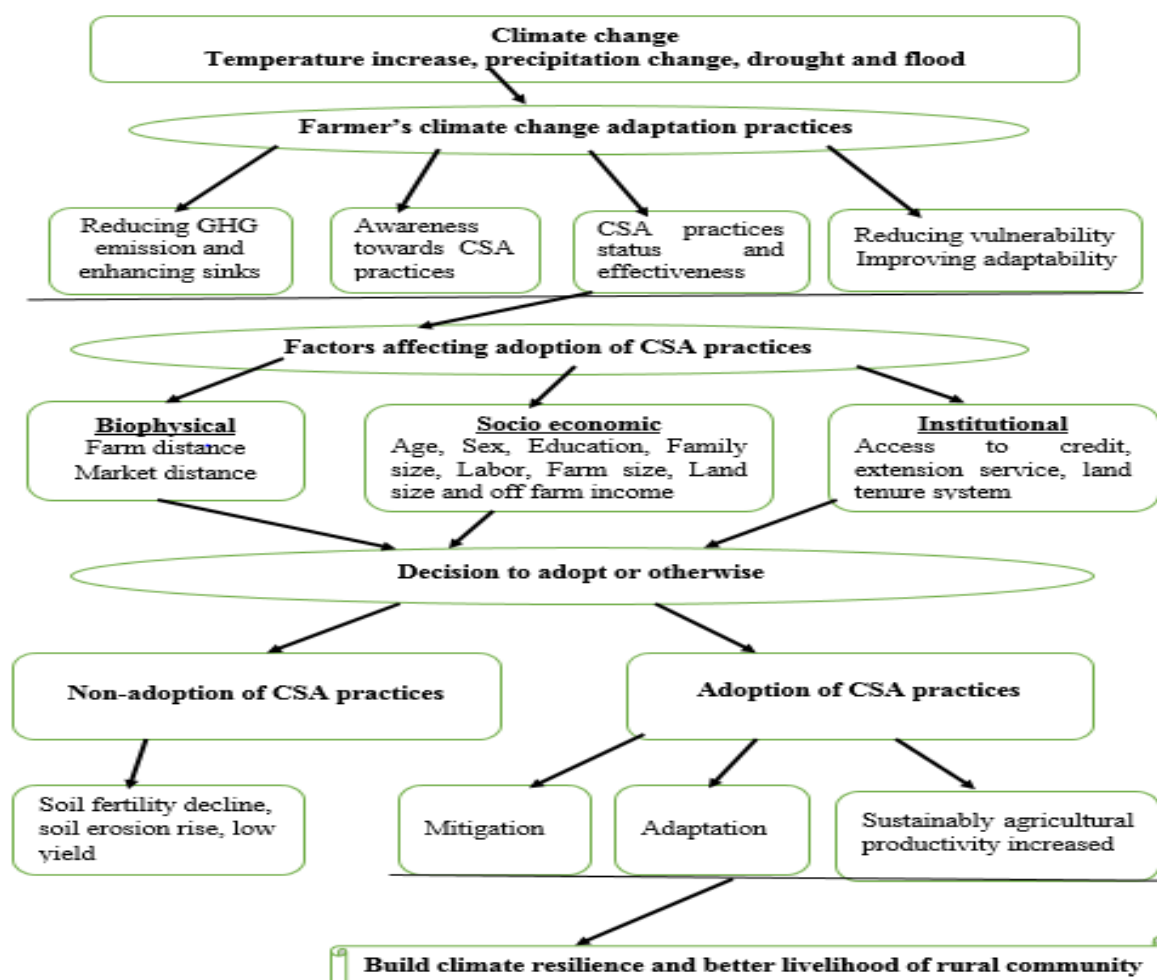 Climate change
Temperature increase, precipitation change, drought and flood
Farmer's climate change adaptation practices
Reducing GHG
emission and
enhancing sinks
Awareness
towards CSA
practices
CSA practices
status and
effectiveness
Reducing vulnerability
Improving adaptability
Factors affecting adoption of CSA practices
Biophysical
Farm distance
Market distance
Socio economic
Age, Sex, Education, Family
size, Labor, Farm size, Land
size and off farm income
Institutional
Access to credit,
extension service, land
tenure system
Decision to adopt or otherwise
Non-adoption of CSA practices
Adoption of CSA practices
Soil fertility decline,
soil erosion rise, low
yield
Mitigation
Adaptation
Sustainably agricultural
productivity increased
Build climate resilience and better livelihood of rural community